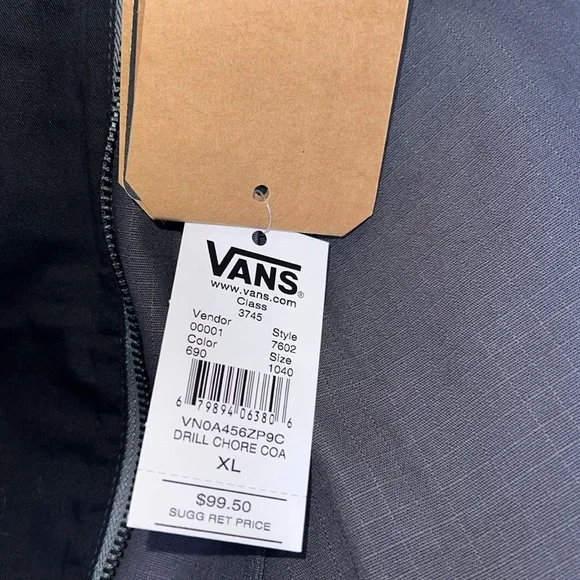 VANS®
www.vans.com
Class
3745
Vendor Style
00001 7602
Color Size
690 1040
6 79894 06380 6
VN0A456ZP9C
DRILL CHORE COA
XL
$99.50
SUGG RET PRICE